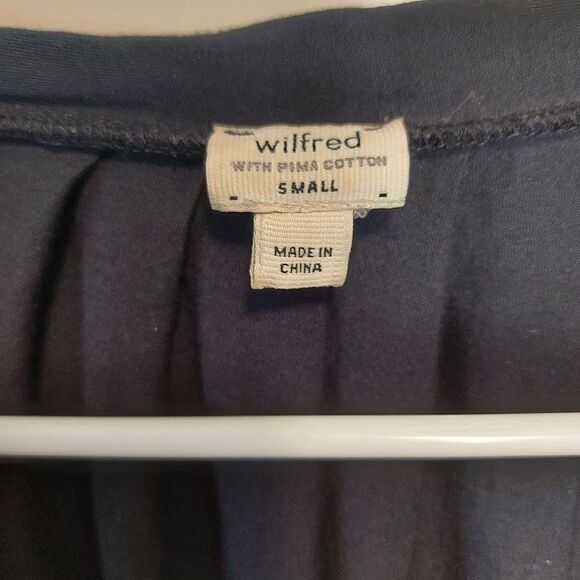 wilfred
WITH PIMA COTTON
SMALL
MADE IN
CHINA